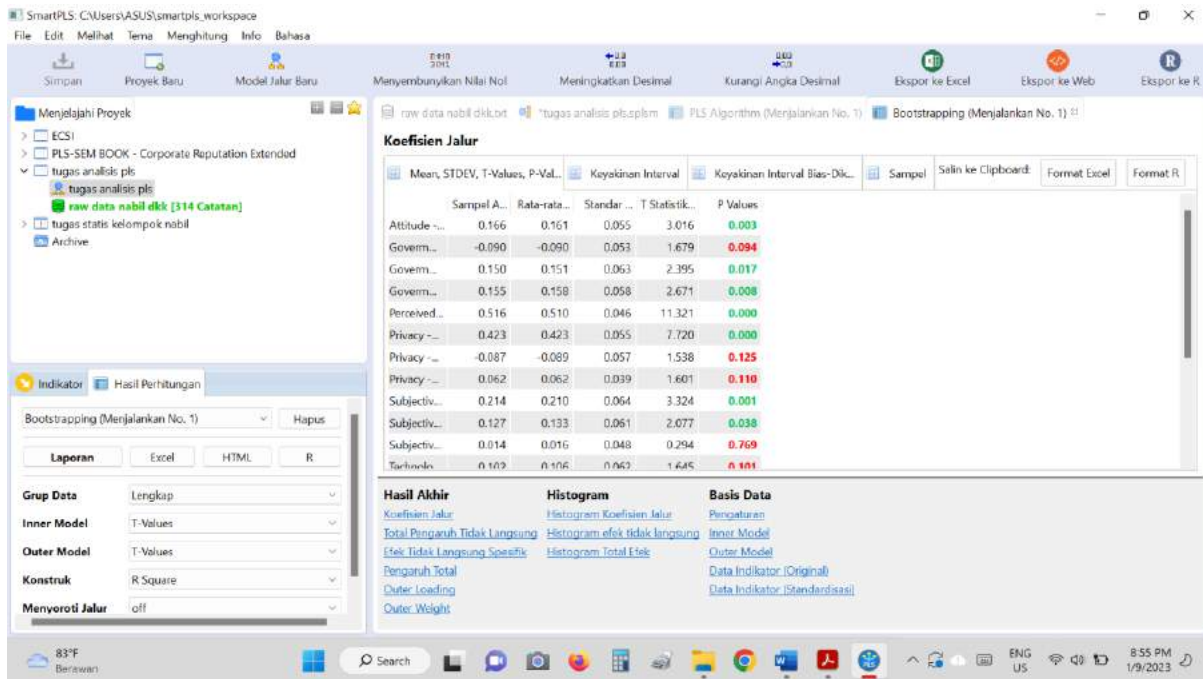 SmartPLS: C:\Users\ASUS\smartpls_workspace
File Edit Melihat Tema Menghitung Info Bahasa
Simpan Proyek Baru Model Jalur Baru Menyembunyikan Nilai Nol Meningkatkan Desimal Kurangi Angka Desimal Ekspor ke Excel Ekspor ke Web Ekspor ke R
Menjelajahi Proyek
ECSI
PLS-SEM BOOK - Corporate Reputation Extended
tugas analisis pls
tugas analisis pls
raw data nabil dkk [314 Catatan]
tugas statis kelompok nabil
Archive
raw data nabil dkk.txt *tugas analisis pls.splsm PLS Algorithm (Menjalankan No. 1) Bootstrapping (Menjalankan No. 1)
Koefisien Jalur
Mean, STDEV, T-Values, P-Val... Keyakinan Interval Keyakinan Interval Bias-Dik... Sampel Salin ke Clipboard: Format Excel Format R
Sampel A... Rata-rata... Standar ... T Statistik... P Values
Attitude -... 0.166 0.161 0.055 3.016 0.003
Governm... -0.090 -0.090 0.053 1.679 0.094
Governm... 0.150 0.151 0.063 2.395 0.017
Governm... 0.155 0.158 0.058 2.671 0.008
Perceived... 0.516 0.510 0.046 11.321 0.000
Privacy -... 0.423 0.423 0.055 7.720 0.000
Privacy -... -0.087 -0.089 0.057 1.538 0.125
Privacy -... 0.062 0.062 0.039 1.601 0.110
Subjectiv... 0.214 0.210 0.064 3.324 0.001
Subjectiv... 0.127 0.133 0.061 2.077 0.038
Subjectiv... 0.014 0.016 0.048 0.294 0.769
Technolo... 0.102 0.106 0.062 1.645 0.101
Indikator Hasil Perhitungan
Bootstrapping (Menjalankan No. 1) Hapus
Laporan Excel HTML R
Grup Data Lengkap
Inner Model T-Values
Outer Model T-Values
Konstruk R Square
Menyoroti Jalur off
Hasil Akhir
Koefisien Jalur
Total Pengaruh Tidak Langsung
Efek Tidak Langsung Spesifik
Pengaruh Total
Outer Loading
Outer Weight
Histogram
Histogram Koefisien Jalur
Histogram efek tidak langsung
Histogram Total Efek
Basis Data
Pengaturan
Inner Model
Outer Model
Data Indikator (Original)
Data Indikator (Standardisasi)
83°F
Berawan
Search
ENG
US
8:55 PM
1/9/2023